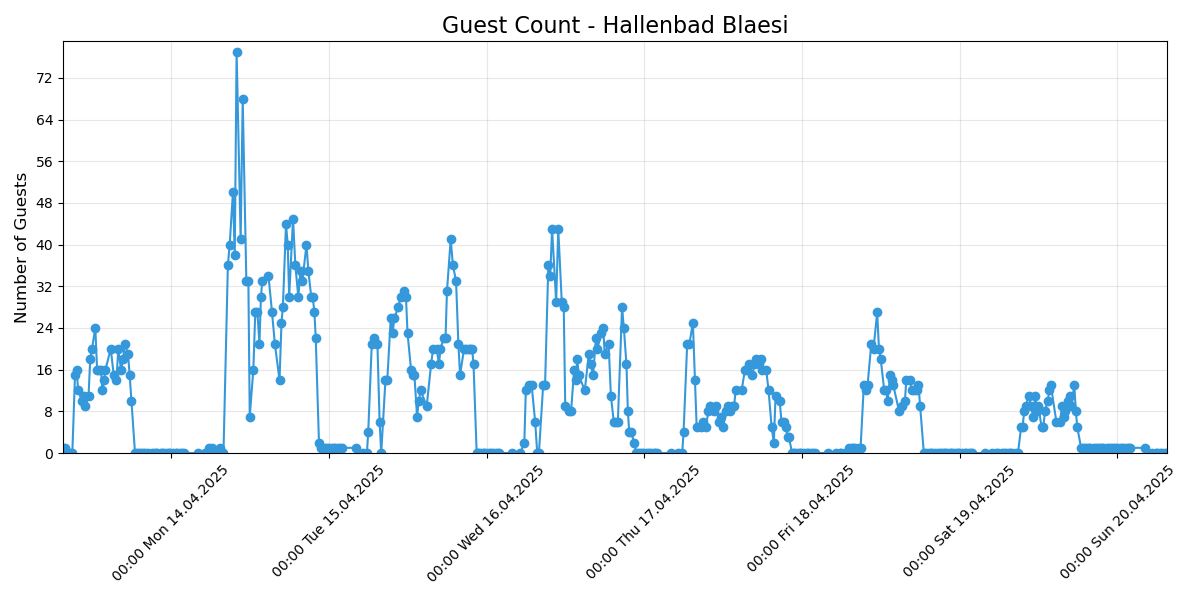 Guest Count - Hallenbad Blaesi
Number of Guests
72
64
56
48
40
32
24
16
8
0
00:00 Mon 14.04.2025
00:00 Tue 15.04.2025
00:00 Wed 16.04.2025
00:00 Thu 17.04.2025
00:00 Fri 18.04.2025
00:00 Sat 19.04.2025
00:00 Sun 20.04.2025